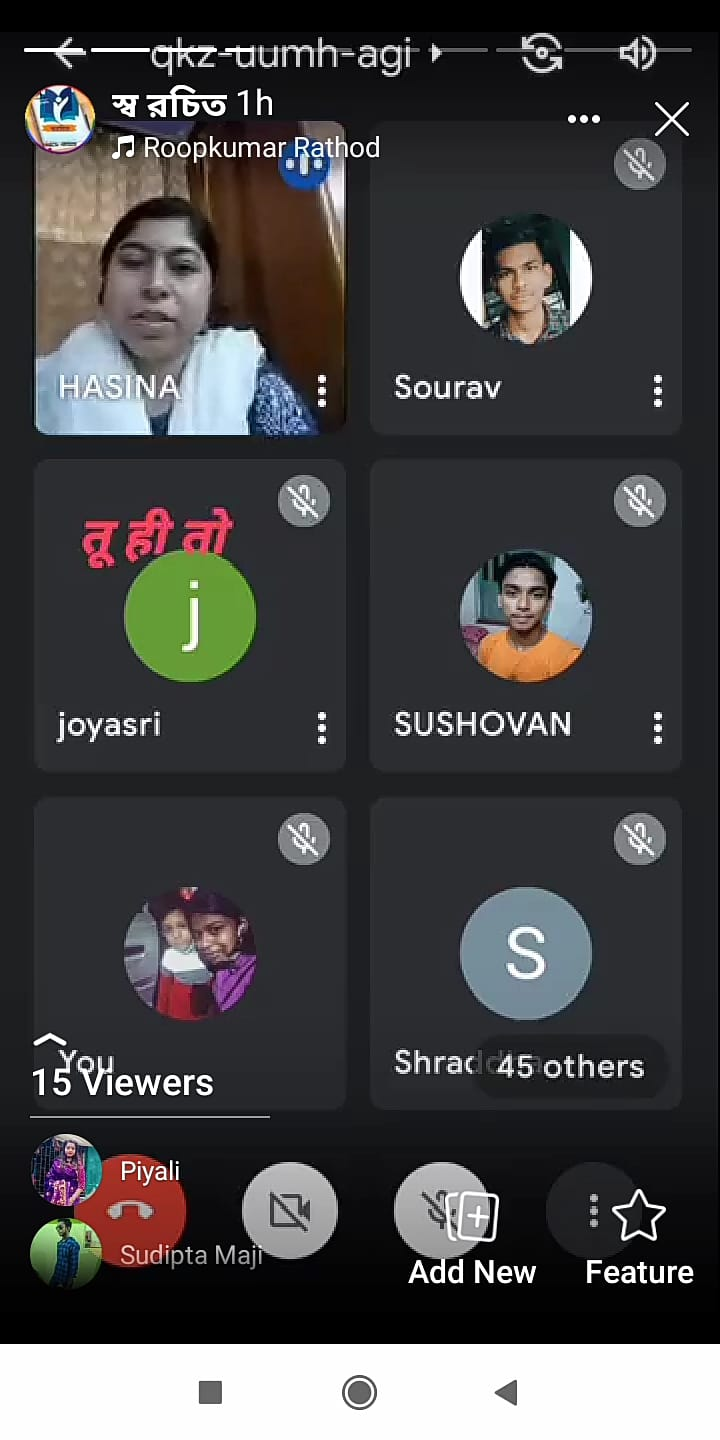 qkz-uumh-agi
স্ব রচিত 1h
Roopkumar Rathod
HASINA
Sourav
तू ही तो
j
joyasri
SUSHOVAN
S
You
Shraddha
45 others
15 Viewers
Piyali
Sudipta Maji
Add New
Feature